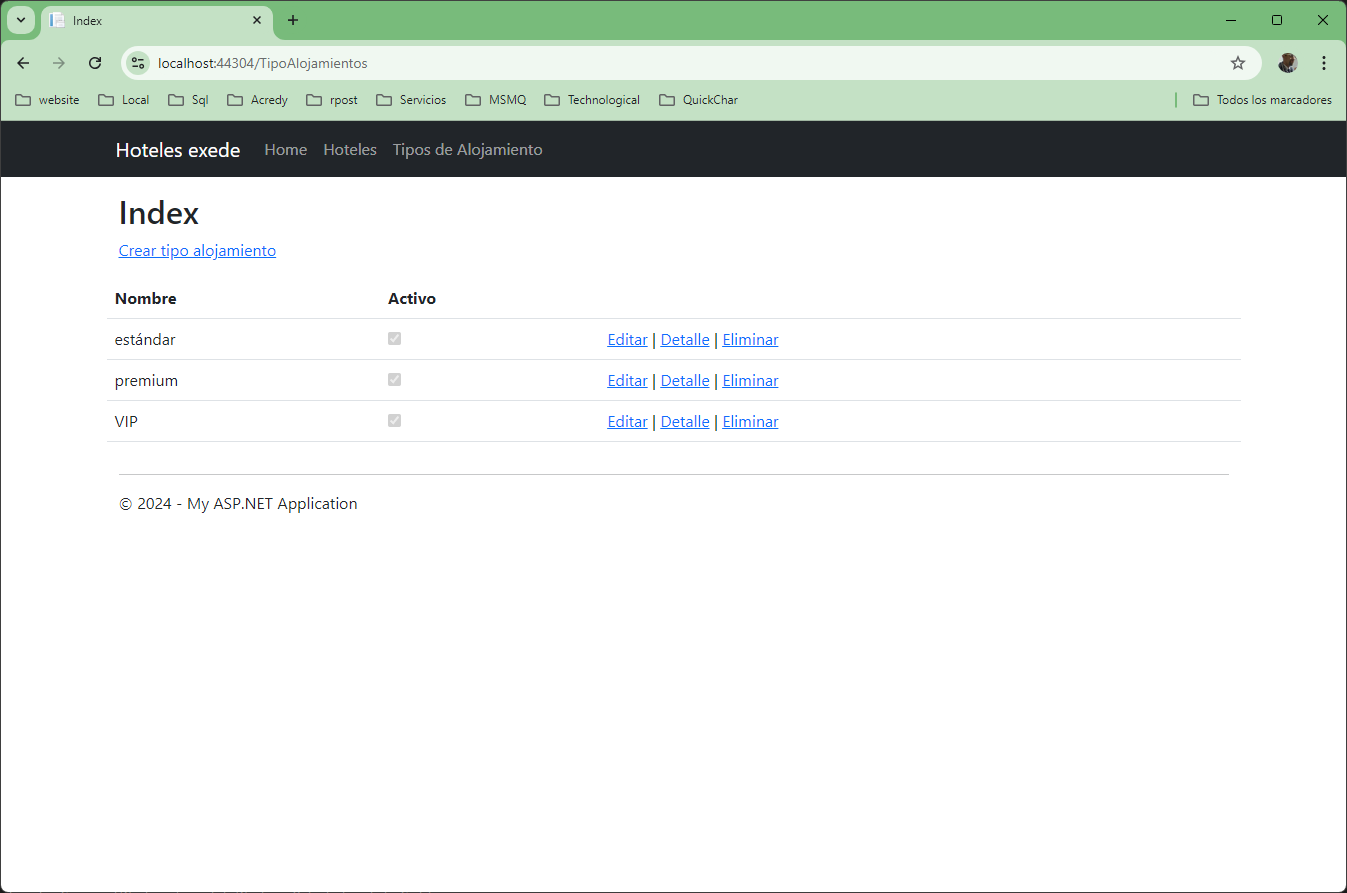 Index
localhost:44304/TipoAlojamientos
website Local Sql Acredy rpost Servicios MSMQ Technological QuickChar Todos los marcadores
Hoteles exede Home Hoteles Tipos de Alojamiento
Index
Crear tipo alojamiento
Nombre Activo
estándar Editar | Detalle | Eliminar
premium Editar | Detalle | Eliminar
VIP Editar | Detalle | Eliminar
© 2024 - My ASP.NET Application